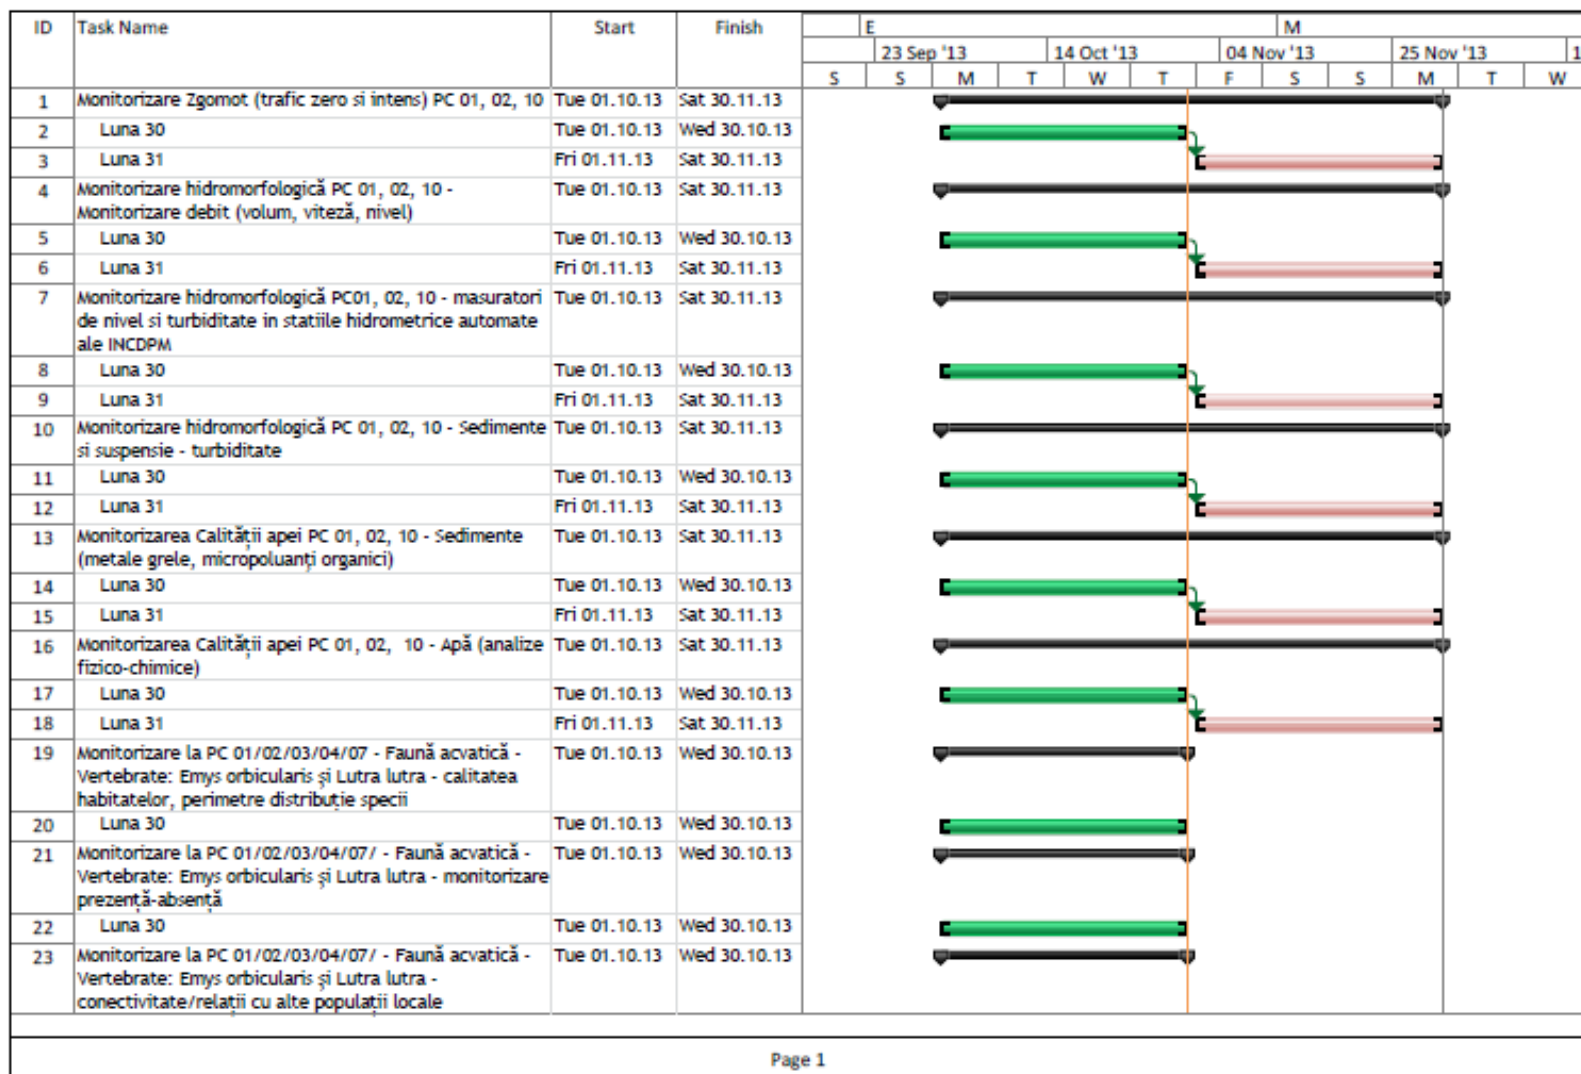 ID Task Name Start Finish E M
23 Sep '13 14 Oct '13 04 Nov '13 25 Nov '13 1
S S M T W T F S S M T W
1 Monitorizare Zgomot (trafic zero si intens) PC 01, 02, 10 Tue 01.10.13 Sat 30.11.13
2 Luna 30 Tue 01.10.13 Wed 30.10.13
3 Luna 31 Fri 01.11.13 Sat 30.11.13
4 Monitorizare hidromorfologică PC 01, 02, 10 - Tue 01.10.13 Sat 30.11.13
Monitorizare debit (volum, viteză, nivel)
5 Luna 30 Tue 01.10.13 Wed 30.10.13
6 Luna 31 Fri 01.11.13 Sat 30.11.13
7 Monitorizare hidromorfologică PC01, 02, 10 - masuratori Tue 01.10.13 Sat 30.11.13
de nivel si turbiditate in statiile hidrometrice automate
ale INCDPM
8 Luna 30 Tue 01.10.13 Wed 30.10.13
9 Luna 31 Fri 01.11.13 Sat 30.11.13
10 Monitorizare hidromorfologică PC 01, 02, 10 - Sedimente Tue 01.10.13 Sat 30.11.13
si suspensie - turbiditate
11 Luna 30 Tue 01.10.13 Wed 30.10.13
12 Luna 31 Fri 01.11.13 Sat 30.11.13
13 Monitorizarea Calității apei PC 01, 02, 10 - Sedimente Tue 01.10.13 Sat 30.11.13
(metale grele, micropoluanți organici)
14 Luna 30 Tue 01.10.13 Wed 30.10.13
15 Luna 31 Fri 01.11.13 Sat 30.11.13
16 Monitorizarea Calității apei PC 01, 02, 10 - Apă (analize Tue 01.10.13 Sat 30.11.13
fizico-chimice)
17 Luna 30 Tue 01.10.13 Wed 30.10.13
18 Luna 31 Fri 01.11.13 Sat 30.11.13
19 Monitorizare la PC 01/02/03/04/07 - Faună acvatică - Tue 01.10.13 Wed 30.10.13
Vertebrate: Emys orbicularis și Lutra lutra - calitatea
habitatelor, perimetre distribuție specii
20 Luna 30 Tue 01.10.13 Wed 30.10.13
21 Monitorizare la PC 01/02/03/04/07/ - Faună acvatică - Tue 01.10.13 Wed 30.10.13
Vertebrate: Emys orbicularis și Lutra lutra - monitorizare
prezență-absență
22 Luna 30 Tue 01.10.13 Wed 30.10.13
23 Monitorizare la PC 01/02/03/04/07/ - Faună acvatică - Tue 01.10.13 Wed 30.10.13
Vertebrate: Emys orbicularis și Lutra lutra -
conectivitate/relații cu alte populații locale
Page 1